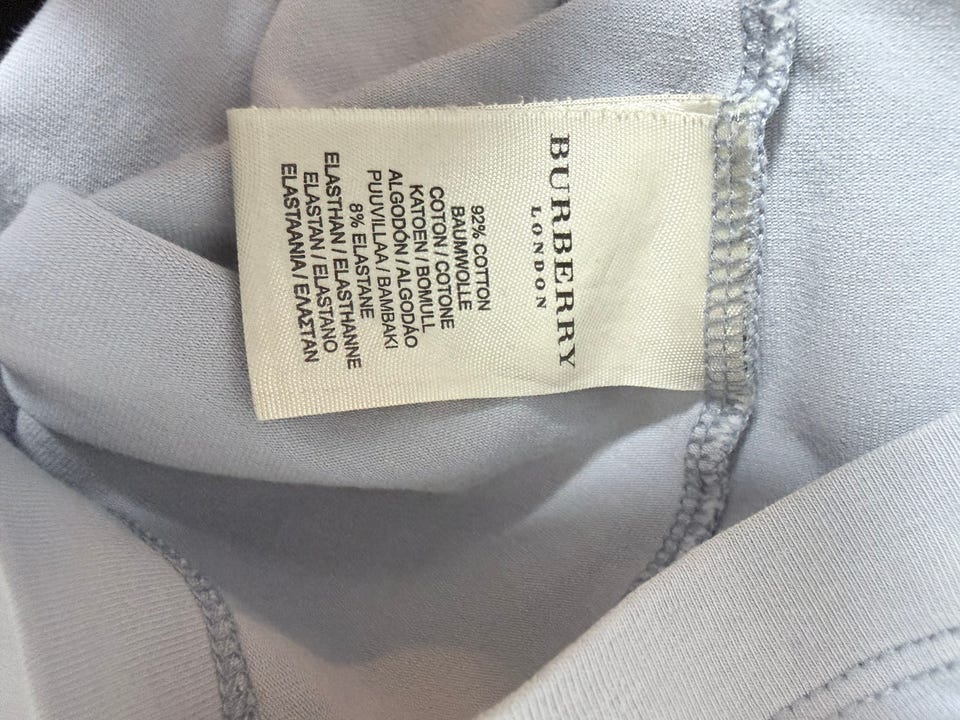 BURBERRY
LONDON
92% COTTON
BAUMWOLLE
COTON / COTONE
KATOEN / BOMULL
ALGODÓN / ALGODÃO
PUUVILLAA / BAMBAKI
8% ELASTANE
ELASTHAN / ELASTHANNE
ELASTAN / ELASTANO
ELASTAANIA / ΕΛΑΣΤΑΝ